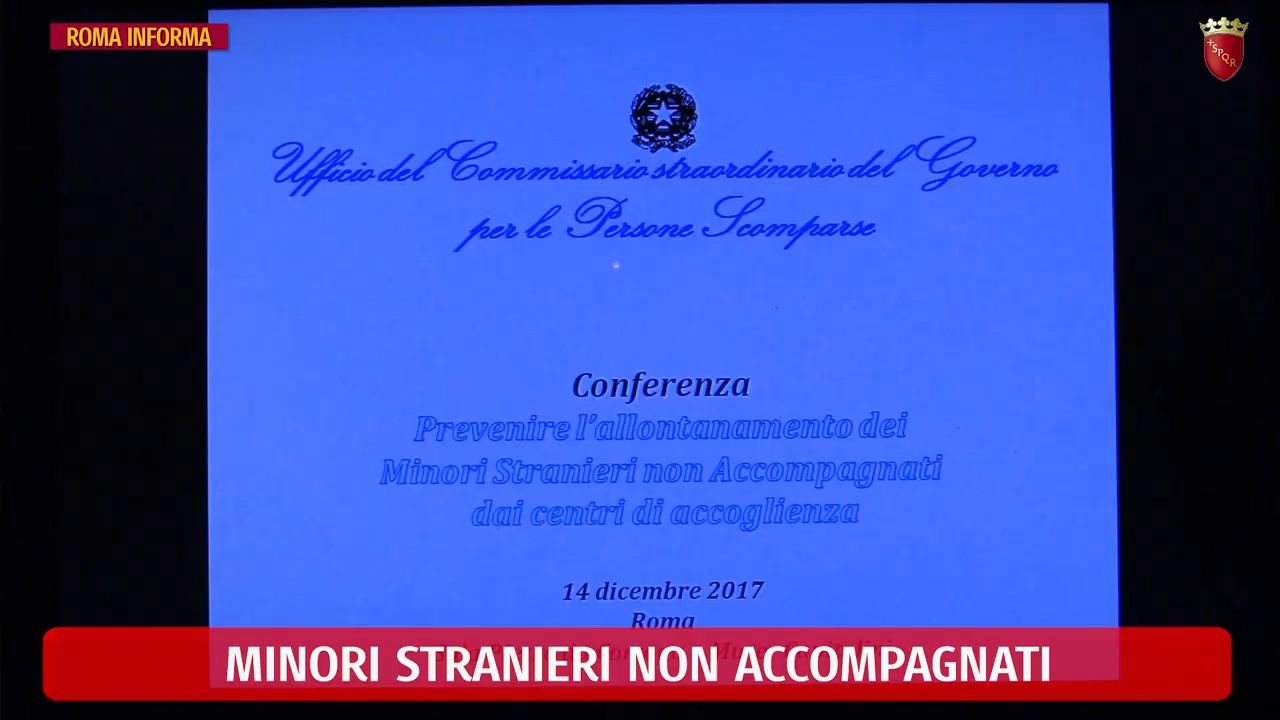 ROMA INFORMA
SPQR
Ufficio del Commissario straordinario del Governo
per le Persone Scomparse
Conferenza
Prevenire l'allontanamento dei
Minori Stranieri non Accompagnati
dai centri di accoglienza
14 dicembre 2017
Roma
MINORI STRANIERI NON ACCOMPAGNATI